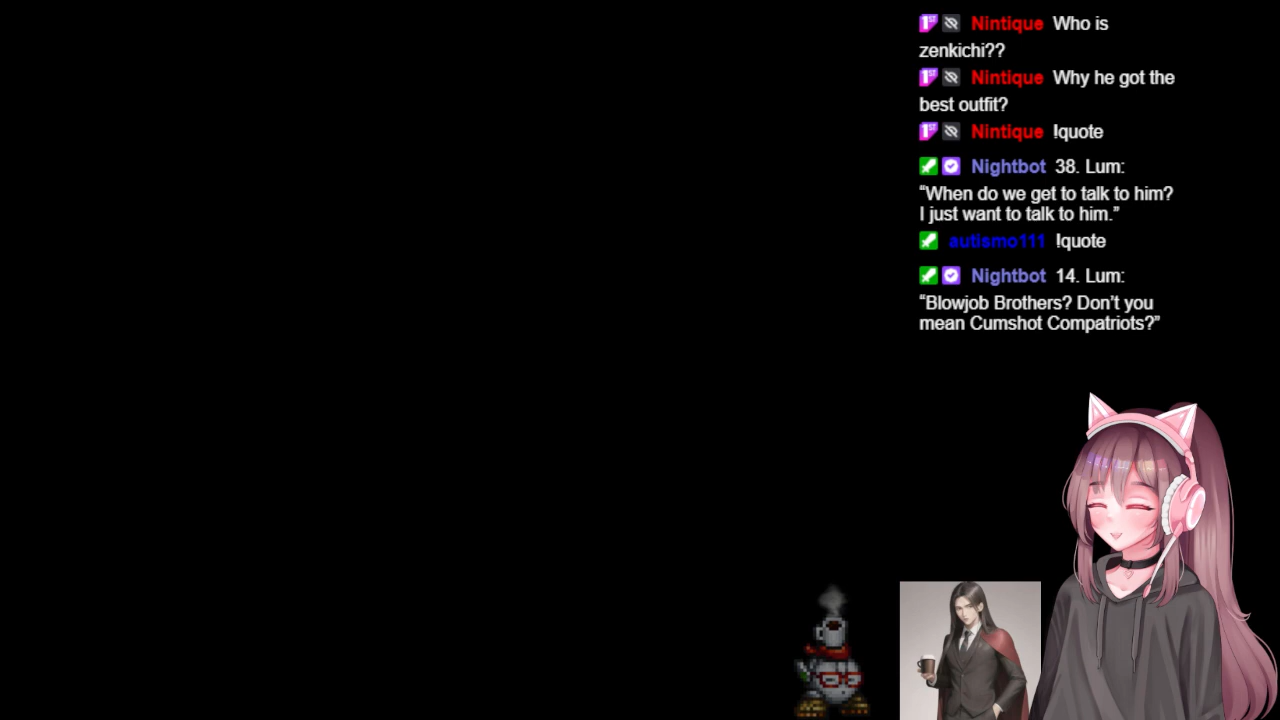 Nintique Who is
zenkichi??
Nintique Why he got the
best outfit?
Nintique !quote
Nightbot 38. Lum:
“When do we get to talk to him?
I just want to talk to him.”
autismo111 !quote
Nightbot 14. Lum:
“Blowjob Brothers? Don’t you
mean Cumshot Compatriots?”